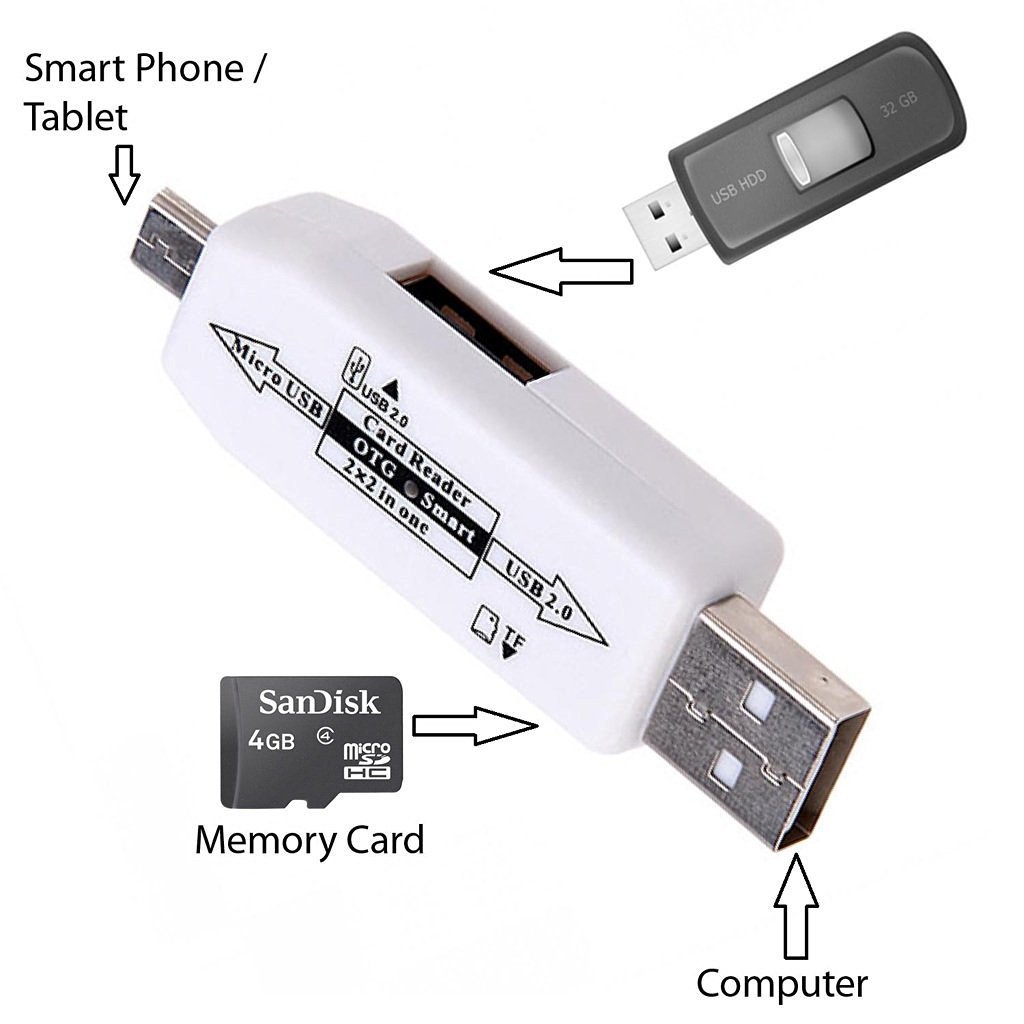 Smart Phone /
Tablet
32 GB
USB HDD
Micro USB
USB 2.0
Card Reader
OTG Smart
2×2 in one
USB 2.0
TF
SanDisk
4GB 4
micro
SD
HC
Memory Card
Computer